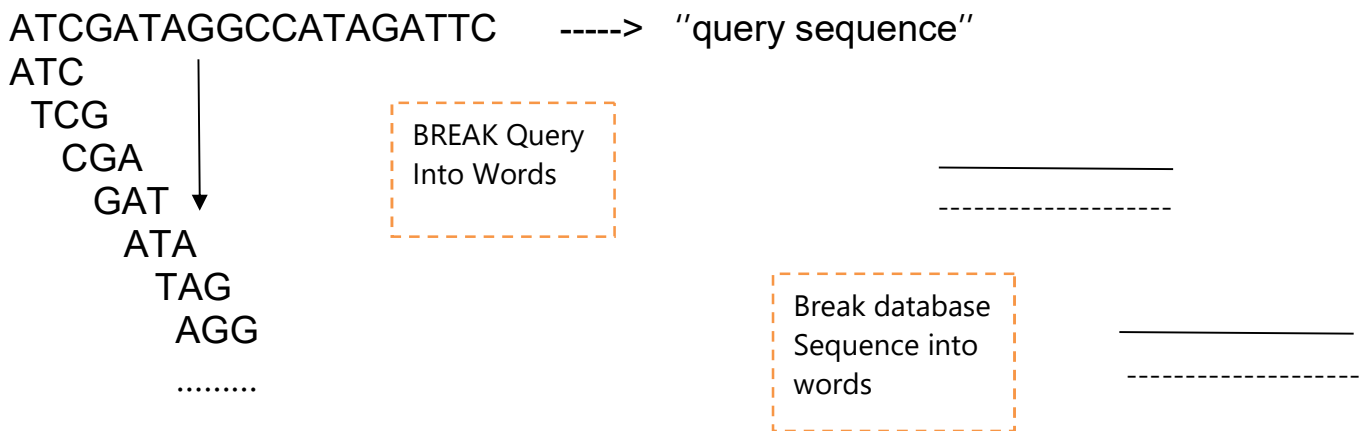 ATCGATAGGCCATAGATTC -----> "query sequence"
ATC
TCG
CGA
GAT
ATA
TAG
AGG
.........
BREAK Query
Into Words
Break database
Sequence into
words